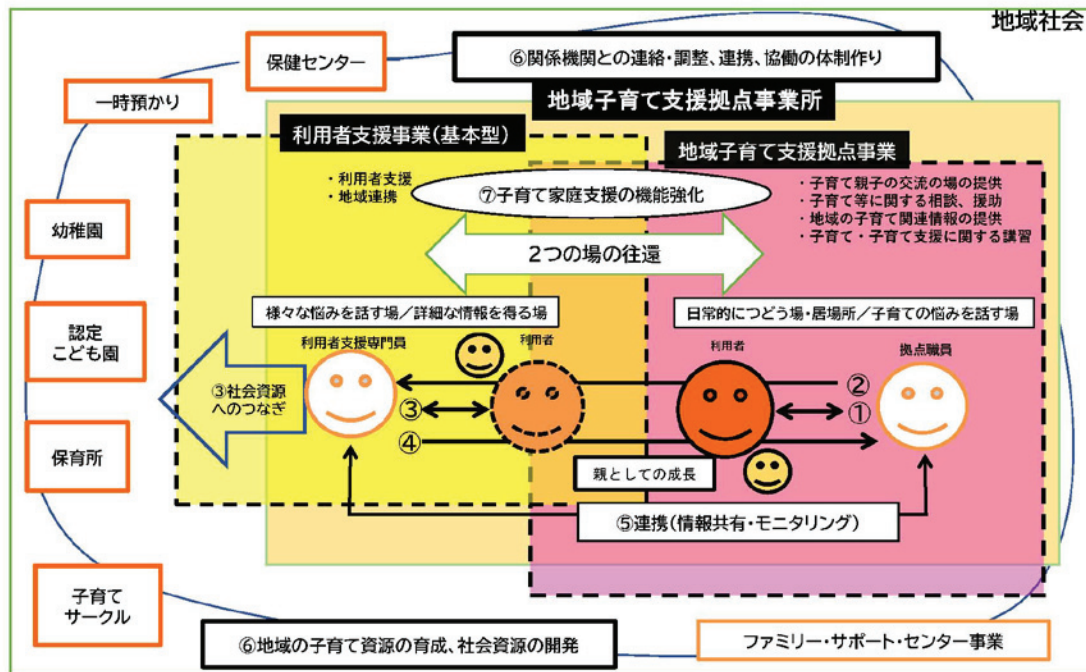 地域社会
保健センター
⑥関係機関との連絡・調整、連携、協働の体制作り
一時預かり
地域子育て支援拠点事業所
利用者支援事業(基本型)
地域子育て支援拠点事業
・利用者支援
・地域連携
⑦子育て家庭支援の機能強化
・子育て親子の交流の場の提供
・子育て等に関する相談、援助
・地域の子育て関連情報の提供
・子育て・子育て支援に関する講習
幼稚園
2つの場の往還
様々な悩みを話す場/詳細な情報を得る場
日常的につどう場・居場所/子育ての悩みを話す場
認定
こども園
利用者支援専門員
利用者
利用者
拠点職員
③社会資源
へのつなぎ
②
③
①
④
保育所
親としての成長
⑤連携(情報共有・モニタリング)
子育て
サークル
⑥地域の子育て資源の育成、社会資源の開発
ファミリー・サポート・センター事業